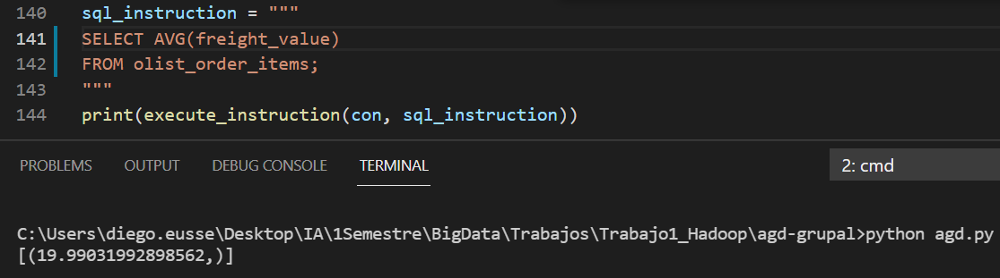 140 sql_instruction = """
141 SELECT AVG(freight_value)
142 FROM olist_order_items;
143 """
144 print(execute_instruction(con, sql_instruction))
PROBLEMS OUTPUT DEBUG CONSOLE TERMINAL 2: cmd
C:\Users\diego.eusse\Desktop\IA\1Semestre\BigData\Trabajos\Trabajo1_Hadoop\agd-grupal>python agd.py
[(19.99031992898562,)]